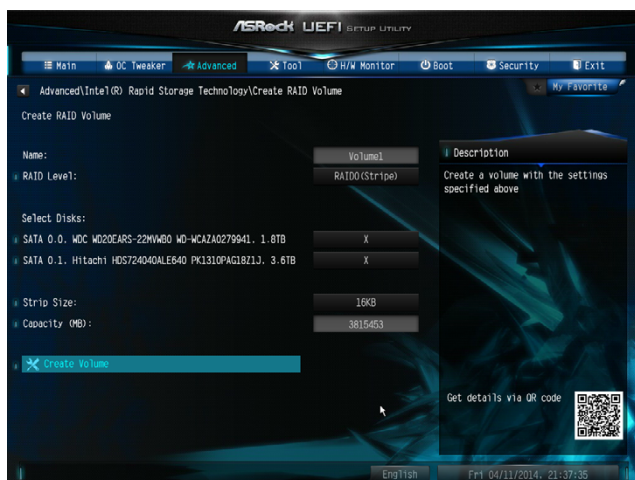 ASRock UEFI SETUP UTILITY
Main OC Tweaker Advanced Tool H/W Monitor Boot Security Exit
Advanced\Intel(R) Rapid Storage Technology\Create RAID Volume
My Favorite
Create RAID Volume
Name: Volume1
RAID Level: RAID0(Stripe)
Select Disks:
SATA 0.0. WDC WD20EARS-22MVWB0 WD-WCAZA0279941. 1.8TB X
SATA 0.1. Hitachi HDS724040ALE640 PK1310PAG18Z1J. 3.6TB X
Strip Size: 16KB
Capacity (MB): 3815453
Create Volume
Description
Create a volume with the settings
specified above
Get details via QR code
English
Fri 04/11/2014, 21:37:35